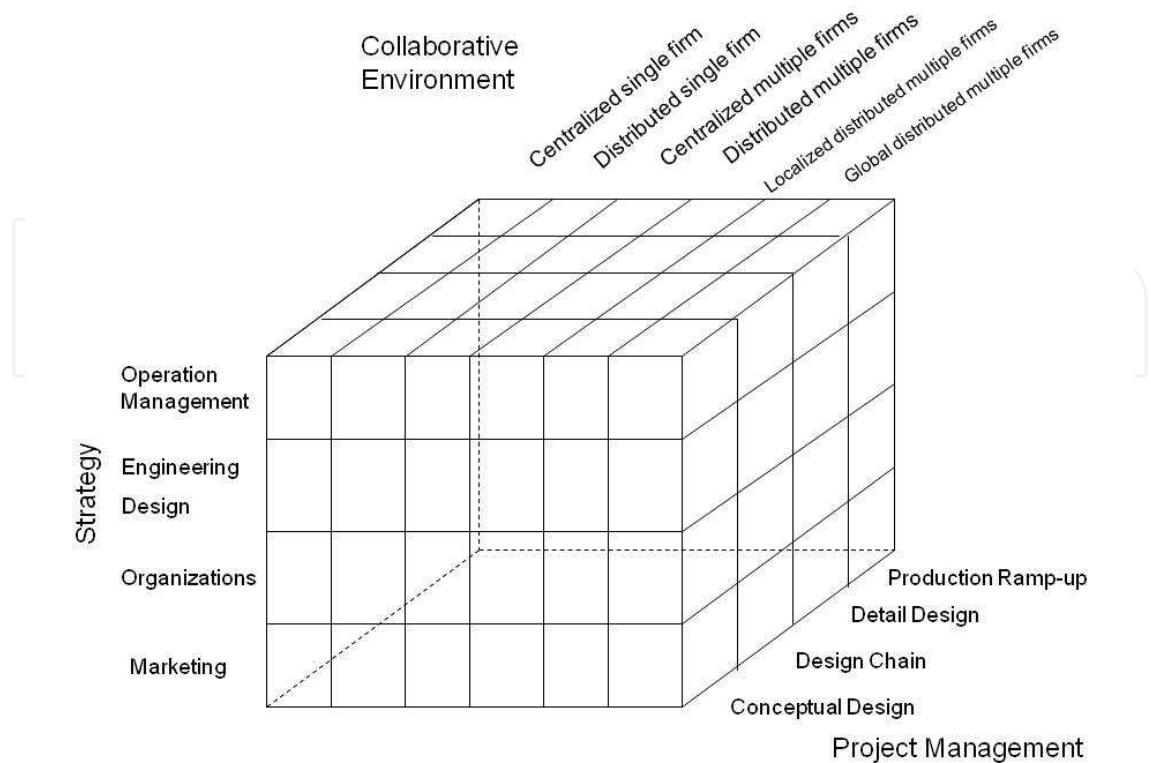 Collaborative
Environment
Centralized single firm
Distributed single firm
Centralized multiple firms
Distributed multiple firms
Localized distributed multiple firms
Global distributed multiple firms
Strategy
Operation
Management
Engineering
Design
Organizations
Marketing
Production Ramp-up
Detail Design
Design Chain
Conceptual Design
Project Management